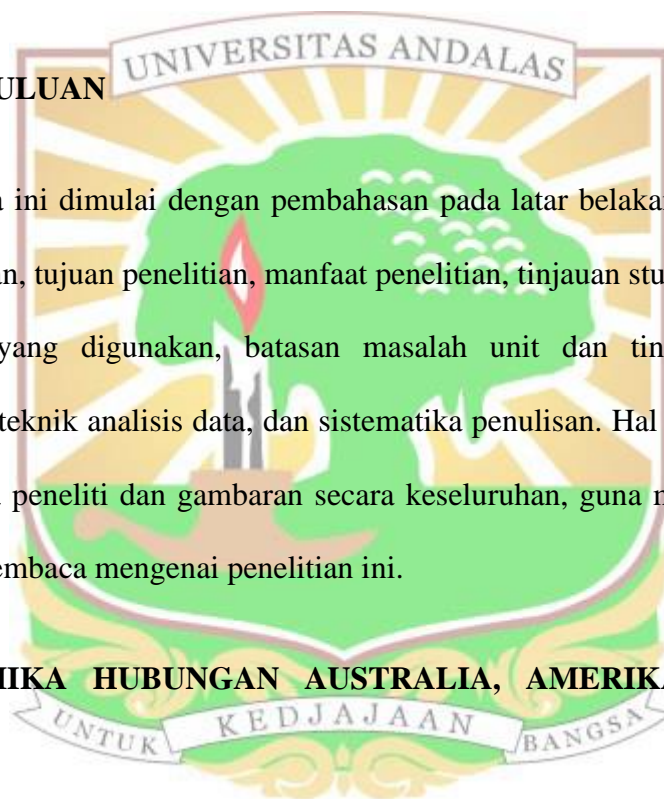 UNIVERSITAS ANDALAS
ULUAN
ini dimulai dengan pembahasan pada latar belaka
an, tujuan penelitian, manfaat penelitian, tinjauan stu
yang digunakan, batasan masalah unit dan tin
teknik analisis data, dan sistematika penulisan. Hal
peneliti dan gambaran secara keseluruhan, guna
embaca mengenai penelitian ini.
IKA HUBUNGAN AUSTRALIA, AMERIKA
UNTUK KEDJAJAAN BANGSA